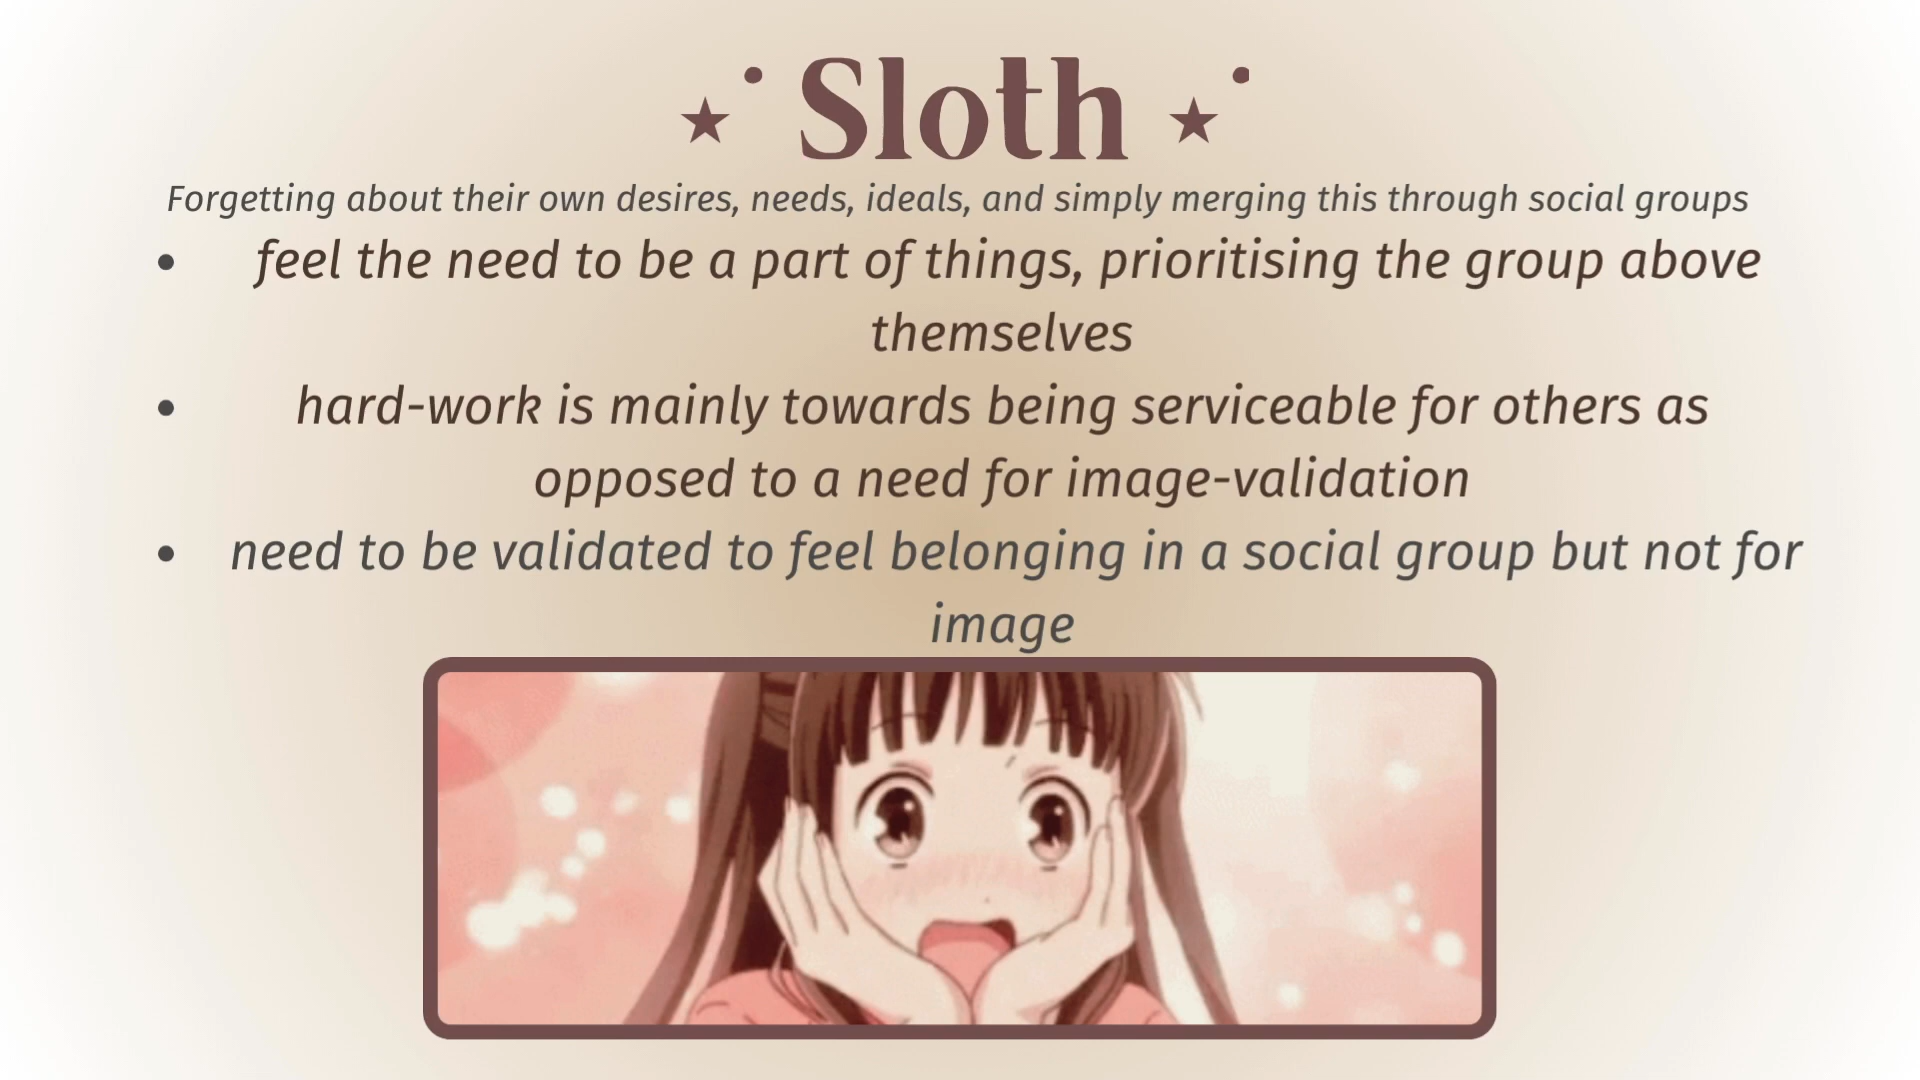 ⋆˙ Sloth ⋆˙
Forgetting about their own desires, needs, ideals, and simply merging this through social groups
• feel the need to be a part of things, prioritising the group above
themselves
• hard-work is mainly towards being serviceable for others as
opposed to a need for image-validation
• need to be validated to feel belonging in a social group but not for
image